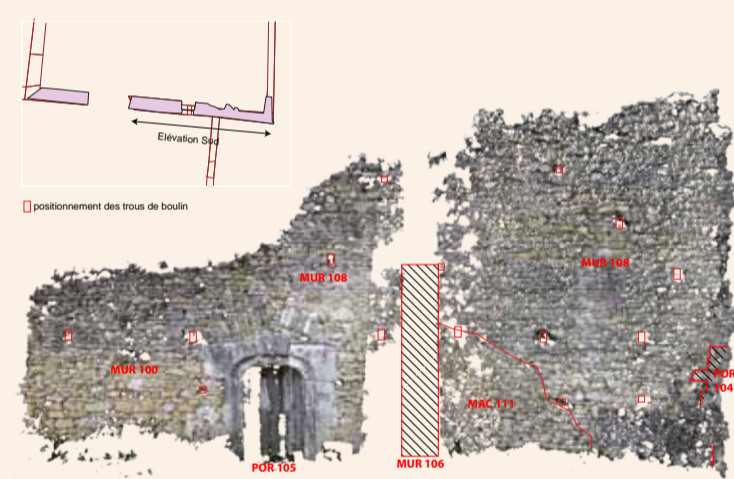 Elévation Sud
positionnement des trous de boulin
MUR 108
MUR 108
MUR 100
POR 104
MAC 111
MUR 106
POR 105